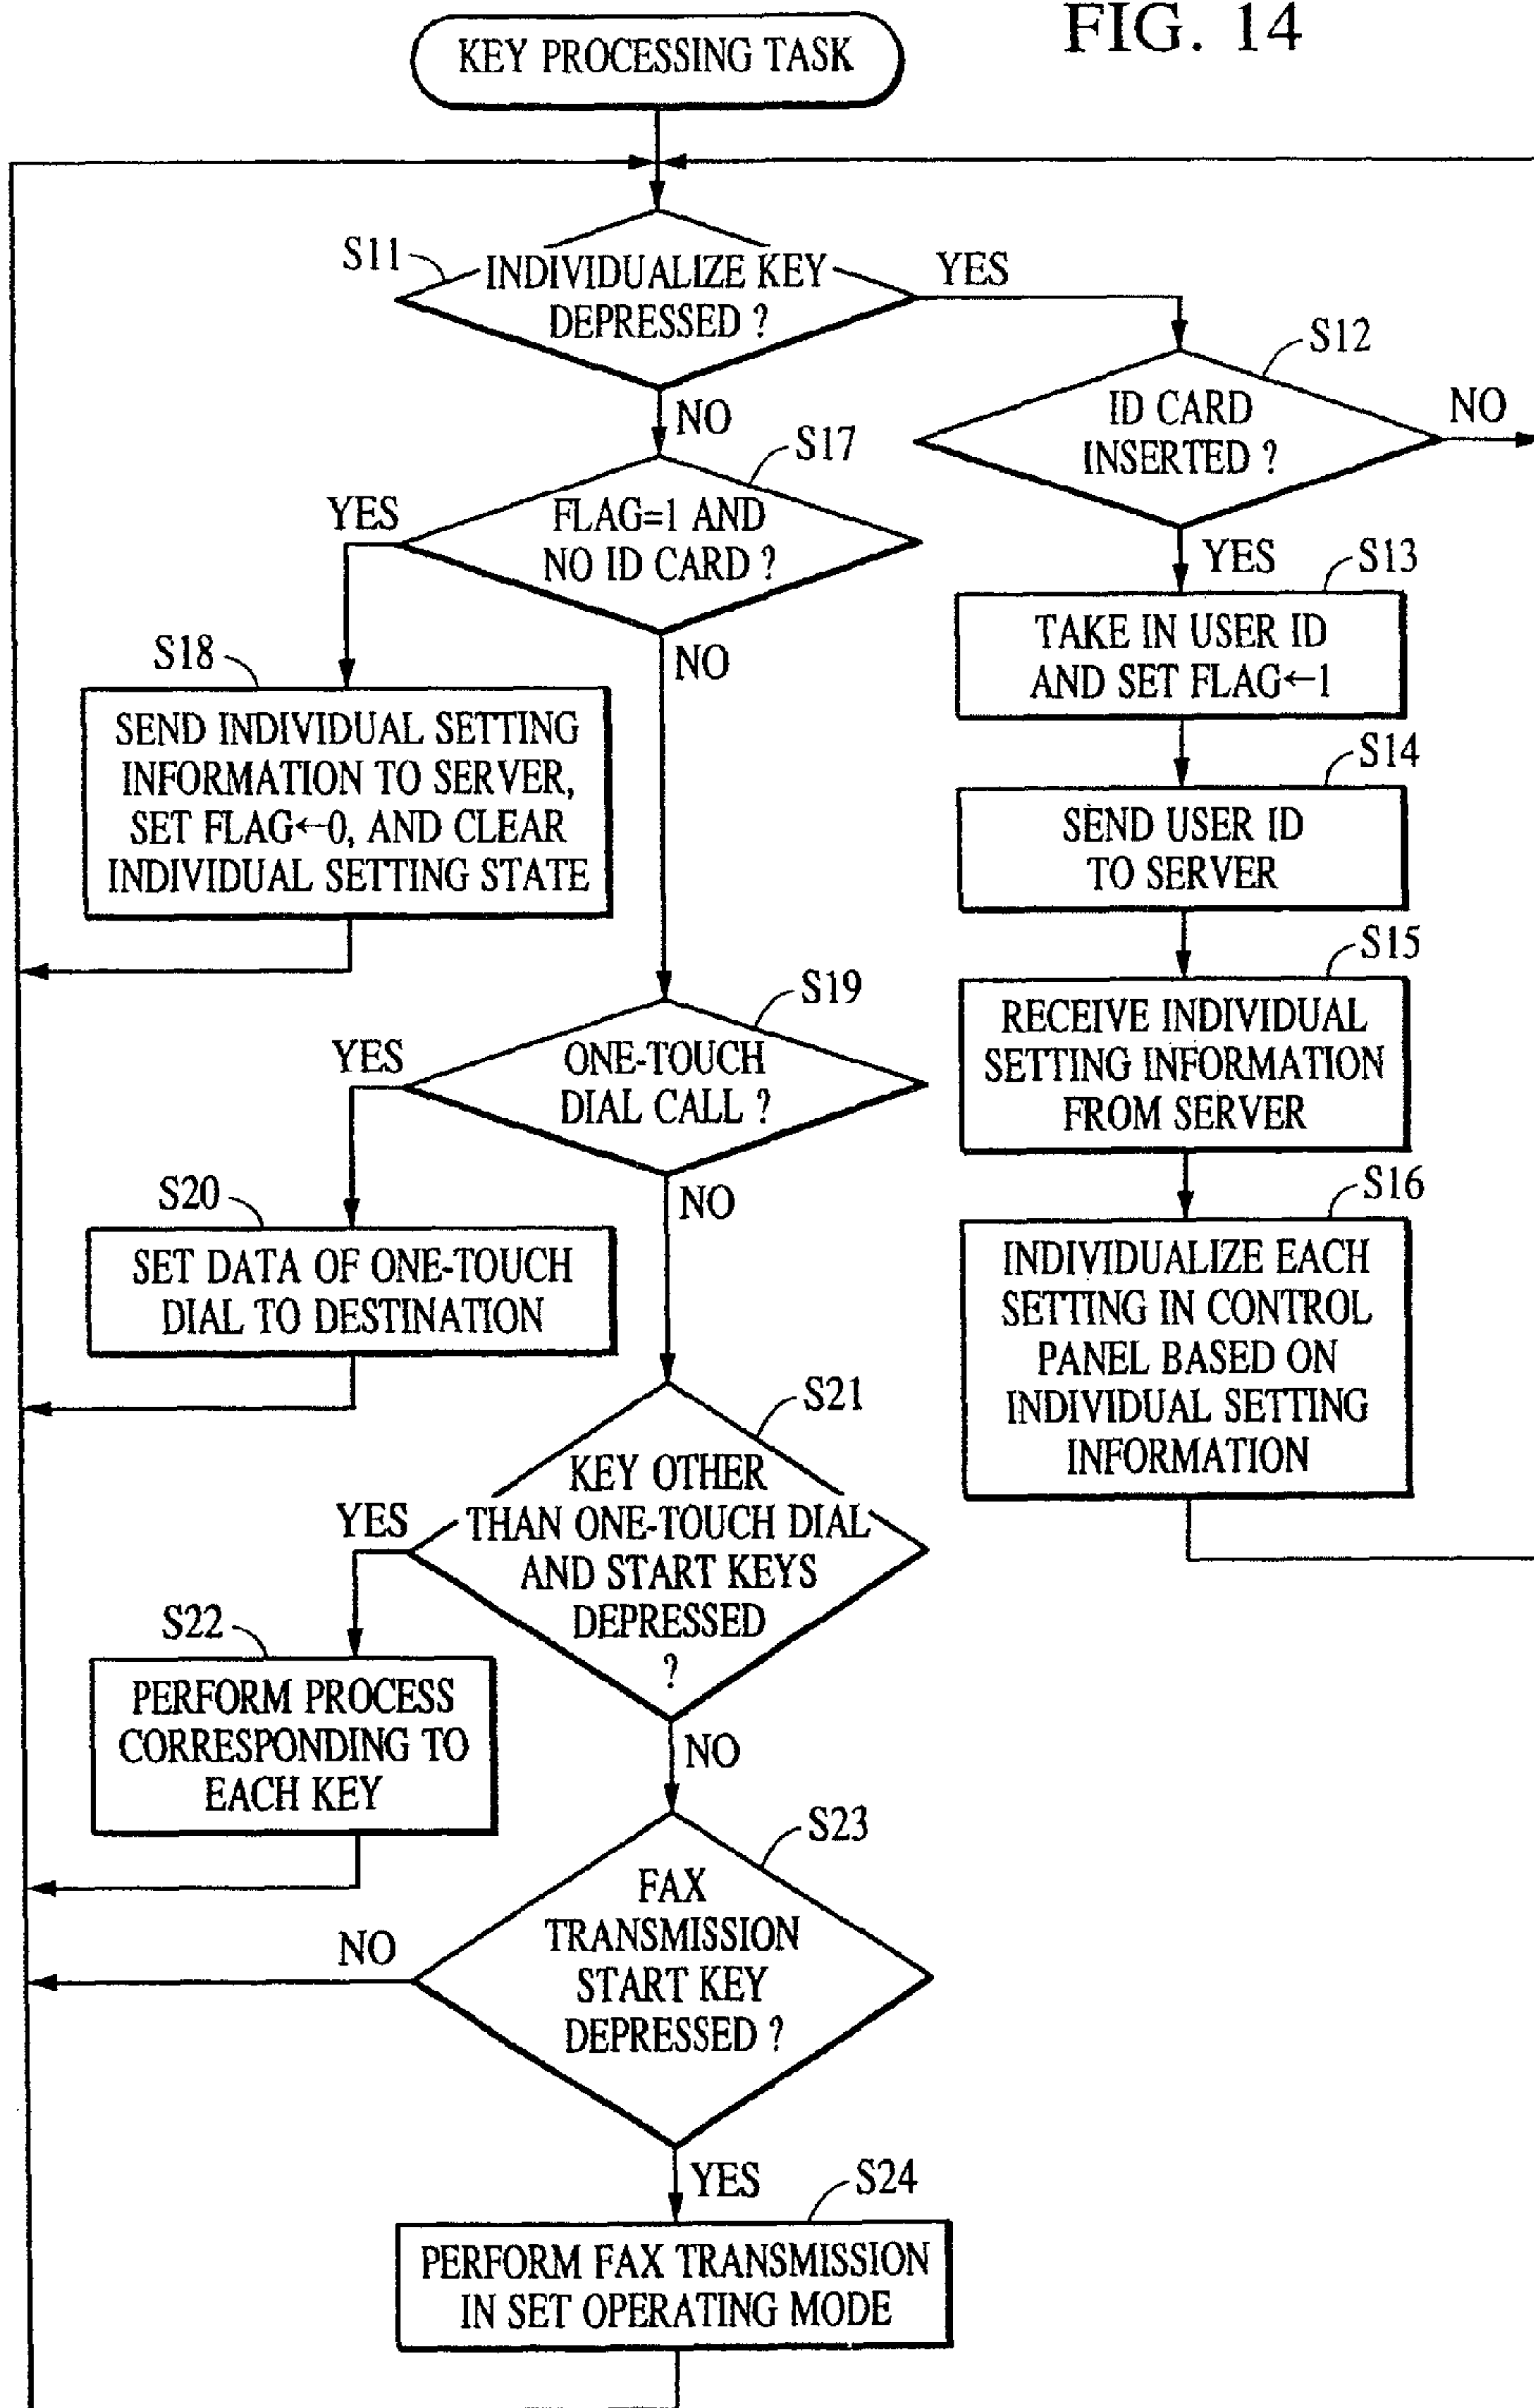 FIG. 14
KEY PROCESSING TASK
S11
INDIVIDUALIZE KEY
DEPRESSED ?
YES
NO
S12
ID CARD
INSERTED ?
NO
YES
S13
TAKE IN USER ID
AND SET FLAG←1
S14
SEND USER ID
TO SERVER
S15
RECEIVE INDIVIDUAL
SETTING INFORMATION
FROM SERVER
S16
INDIVIDUALIZE EACH
SETTING IN CONTROL
PANEL BASED ON
INDIVIDUAL SETTING
INFORMATION
S17
FLAG=1 AND
NO ID CARD ?
YES
NO
S18
SEND INDIVIDUAL SETTING
INFORMATION TO SERVER,
SET FLAG←0, AND CLEAR
INDIVIDUAL SETTING STATE
S19
ONE-TOUCH
DIAL CALL ?
YES
NO
S20
SET DATA OF ONE-TOUCH
DIAL TO DESTINATION
S21
KEY OTHER
THAN ONE-TOUCH DIAL
AND START KEYS
DEPRESSED
?
YES
NO
S22
PERFORM PROCESS
CORRESPONDING TO
EACH KEY
S23
FAX
TRANSMISSION
START KEY
DEPRESSED ?
NO
YES
S24
PERFORM FAX TRANSMISSION
IN SET OPERATING MODE